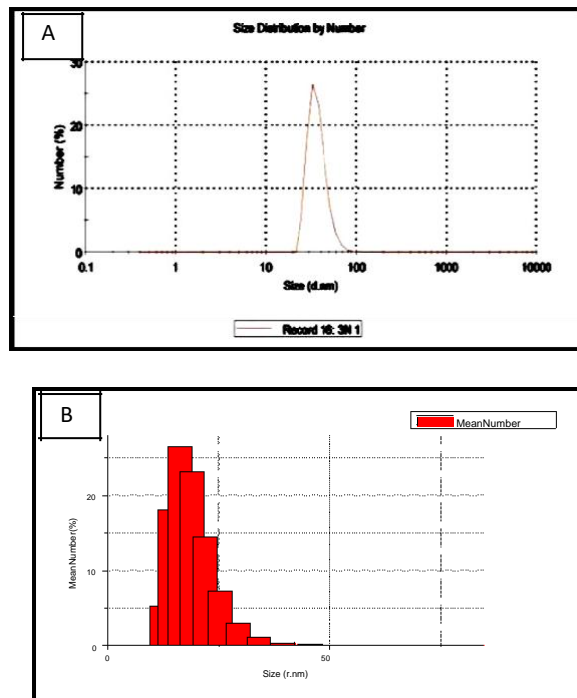 A
Size Distribution by Number
30
20
10
0
Number (%)
0.1 1 10 100 1000 10000
Size (d.nm)
Record 16: 3N 1
B
MeanNumber
20
10
0
MeanNumber(%)
0 50
Size (r.nm)